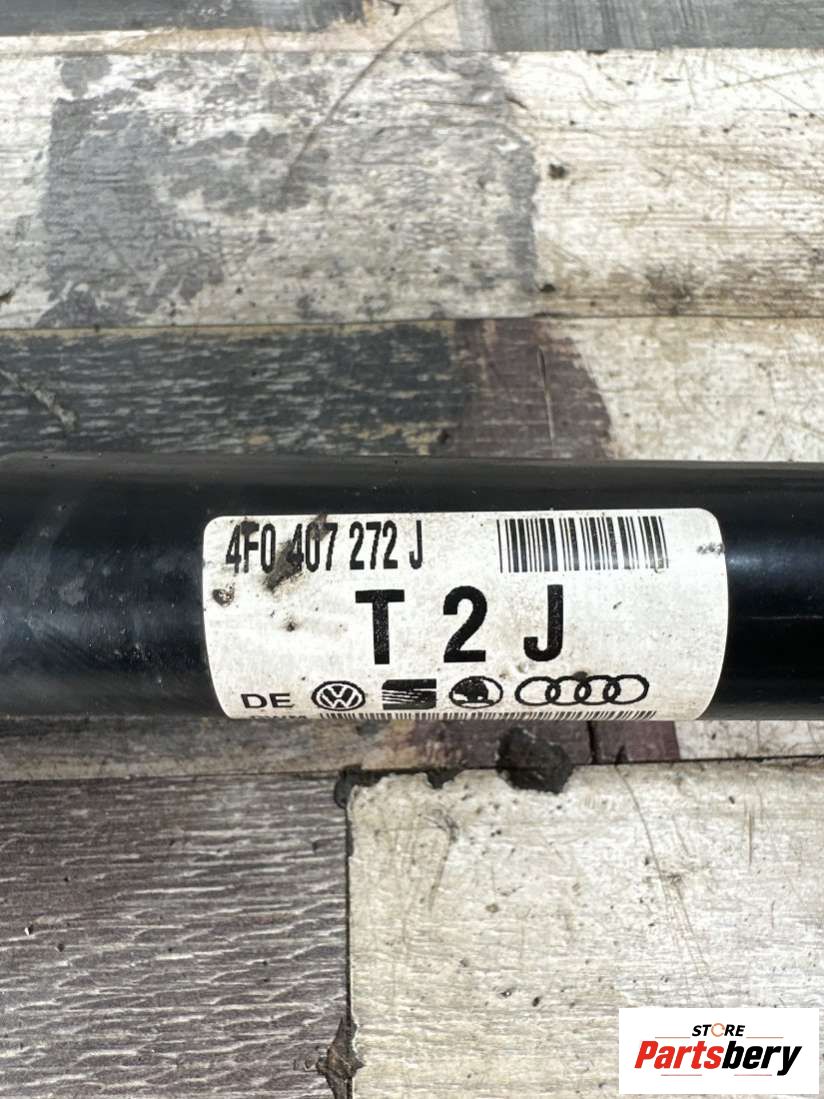 4F0 407 272 J
T 2 J
DE
STORE
Partsbery